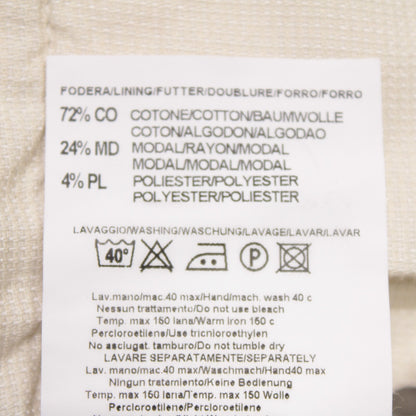 FODERA/LINING/FUTTER/DOUBLURE/FORRO/FORRO
72% CO COTONE/COTTON/BAUMWOLLE
COTON/ALGODON/ALGODAO
24% MD MODAL/RAYON/MODAL
MODAL/MODAL/MODAL
4% PL POLIESTER/POLYESTER
POLYESTER/POLYESTER
LAVAGGIO/WASHING/WASCHUNG/LAVAGE/LAVAR/LAVAR
40° P
Lav.mano/mac.40 max/Hand/mach. wash 40 c
Nessun trattamento/Do not use bleach
Temp. max 150 lana/Warm iron 150 c
Percloroetilene/Use tricnloroethylen
No asciugat. tamburo/Do not tumble dry
LAVARE SEPARATAMENTE/SEPARATELY
Lav.mano/mac.40 max/Waschmach/Hand40 max
Ningun tratamiento/Keine Bedienung
Temp. max 150 lana/Temp. max 150 Wolle
Percloroetilene/Percloroetilene